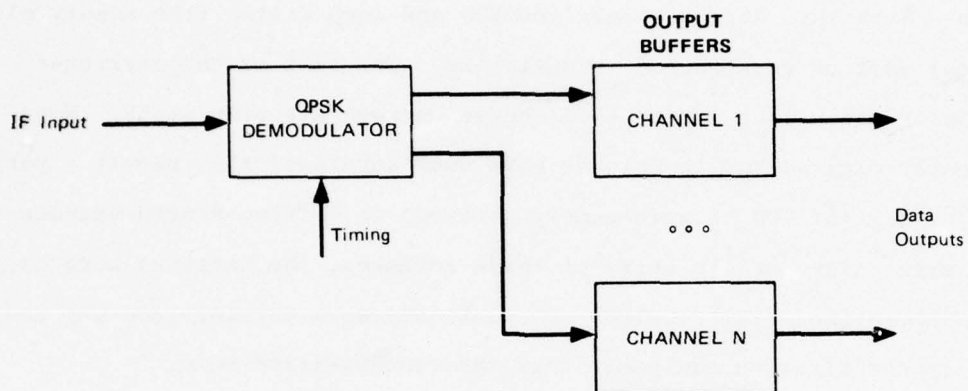 OUTPUT
BUFFERS
QPSK
DEMODULATOR
IF Input
CHANNEL 1
Timing
Data
Outputs
CHANNEL N